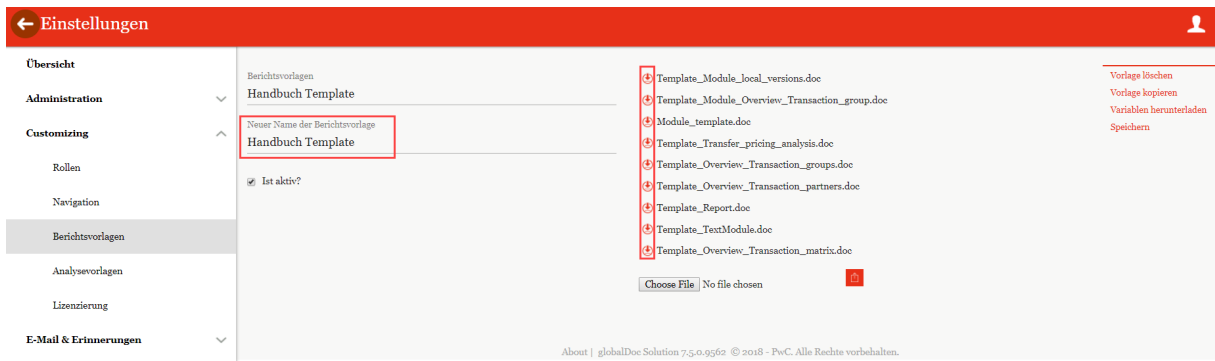 Einstellungen
Übersicht
Administration
Customizing
Rollen
Navigation
Berichtsvorlagen
Analysevorlagen
Lizenzierung
E-Mail & Erinnerungen
Berichtsvorlagen
Handbuch Template
Neuer Name der Berichtsvorlage
Handbuch Template
Ist aktiv?
Template_Module_local_versions.doc
Template_Module_Overview_Transaction_group.doc
Module_template.doc
Template_Transfer_pricing_analysis.doc
Template_Overview_Transaction_groups.doc
Template_Overview_Transaction_partners.doc
Template_Report.doc
Template_TextModule.doc
Template_Overview_Transaction_matrix.doc
Choose File No file chosen
Vorlage löschen
Vorlage kopieren
Variablen herunterladen
Speichern
About | globalDoc Solution 7.5.0.9562 © 2018 - PwC. Alle Rechte vorbehalten.